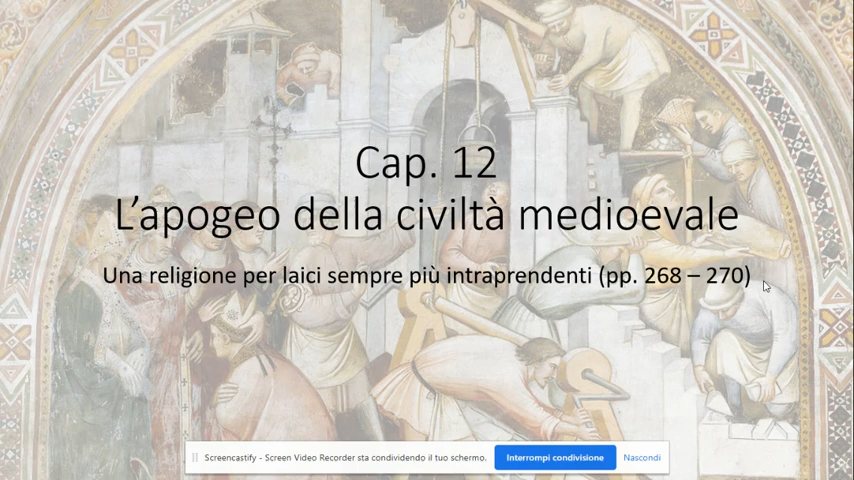 Cap. 12
L'apogeo della civiltà medioevale
Una religione per laici sempre più intraprendenti (pp. 268 – 270)
Screencastify - Screen Video Recorder sta condividendo il tuo schermo.
Interrompi condivisione
Nascondi